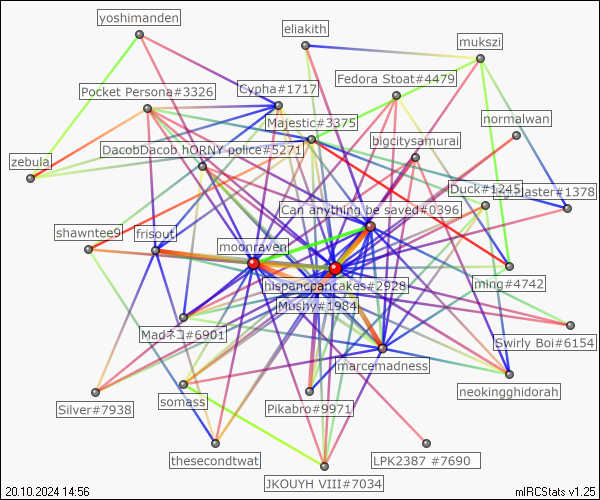 yoshimanden
eliakith
mukszi
Fedora Stoat#4479
Cypha#1717
Pocket Persona#3326
Majestic#3375
normalwan
bigcitysamurai
DacobDacob hORNY police#5271
zebula
Duck#1245
master#1378
Can anything be saved#0396
shawntee9
frisout
moonraven
hispancpancakes#2928
ming#4742
Mushy#1984
Madネコ#6901
Swirly Boi#6154
marcemadness
neokingghidorah
Silver#7938
somass
Pikabro#9971
thesecondtwat
LPK2387 #7690
JKOUYH VIII#7034
20.10.2024 14:56
mIRCStats v1.25